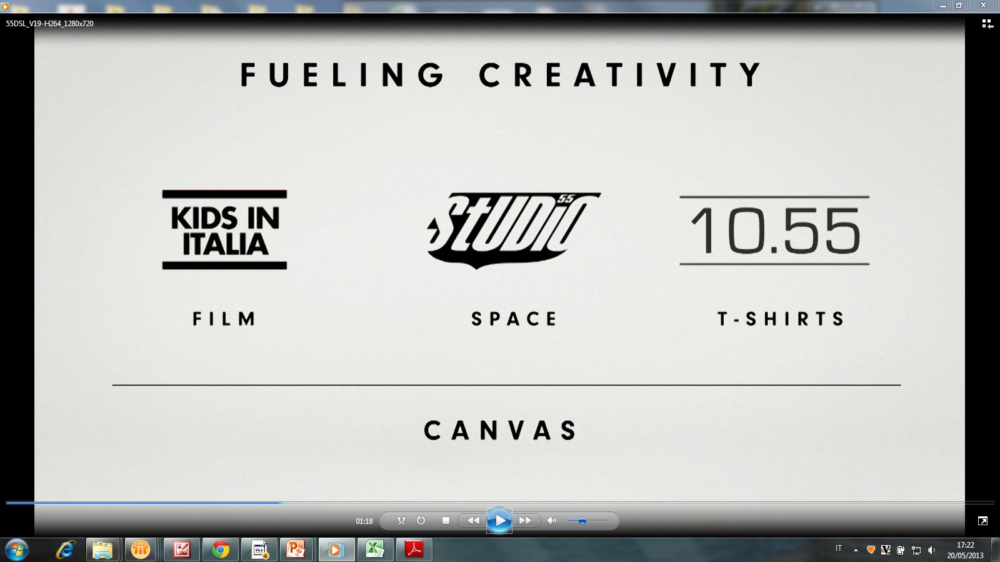 55DSL_V19-H264_1280x720
FUELING CREATIVITY
KIDS IN
ITALIA
STUDIO
55
10.55
FILM
SPACE
T-SHIRTS
CANVAS
01:18
4
IT
17:22
20/05/2013